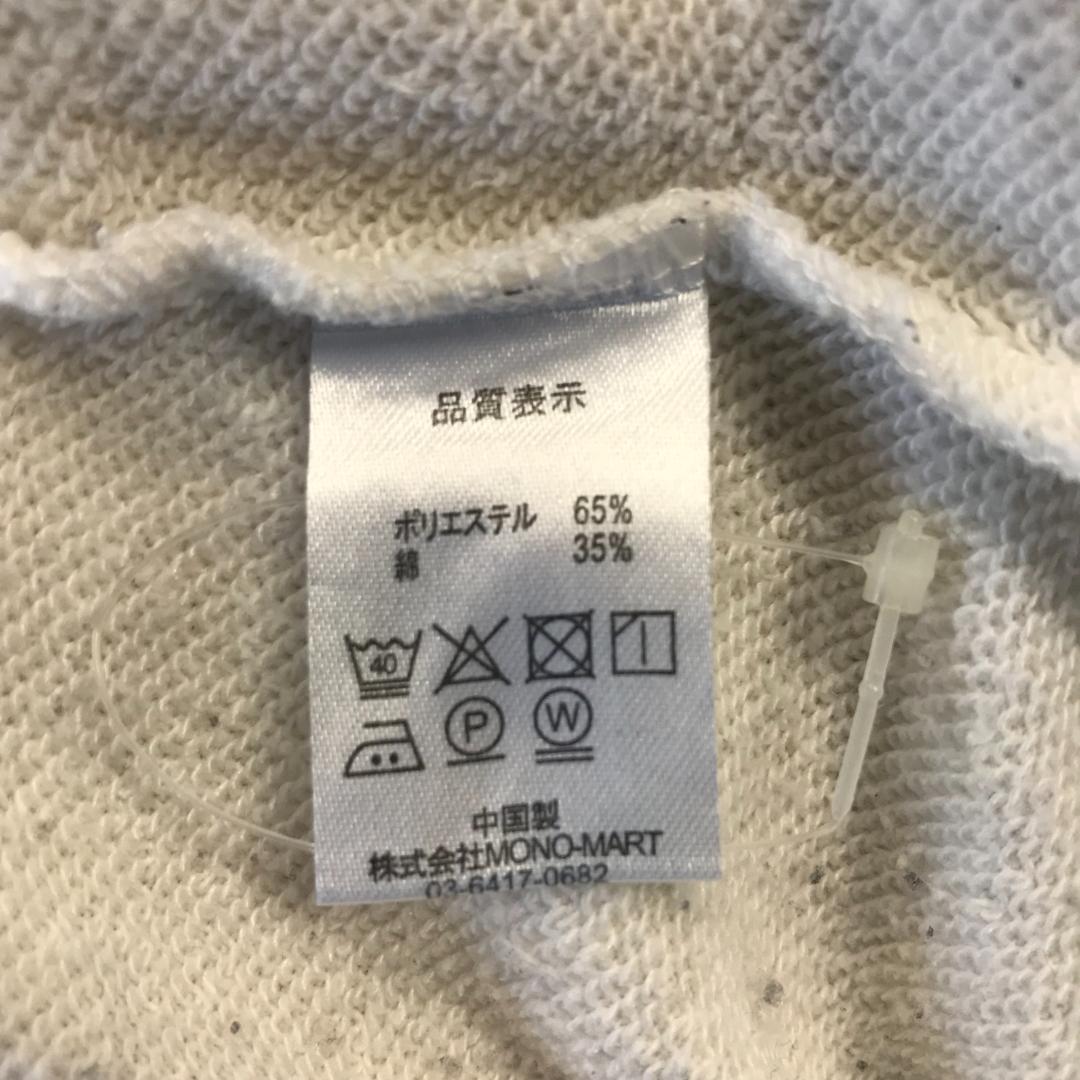 品質表示
ポリエステル 65%
綿 35%
40
P W
中国製
株式会社MONO-MART
03-6417-0682